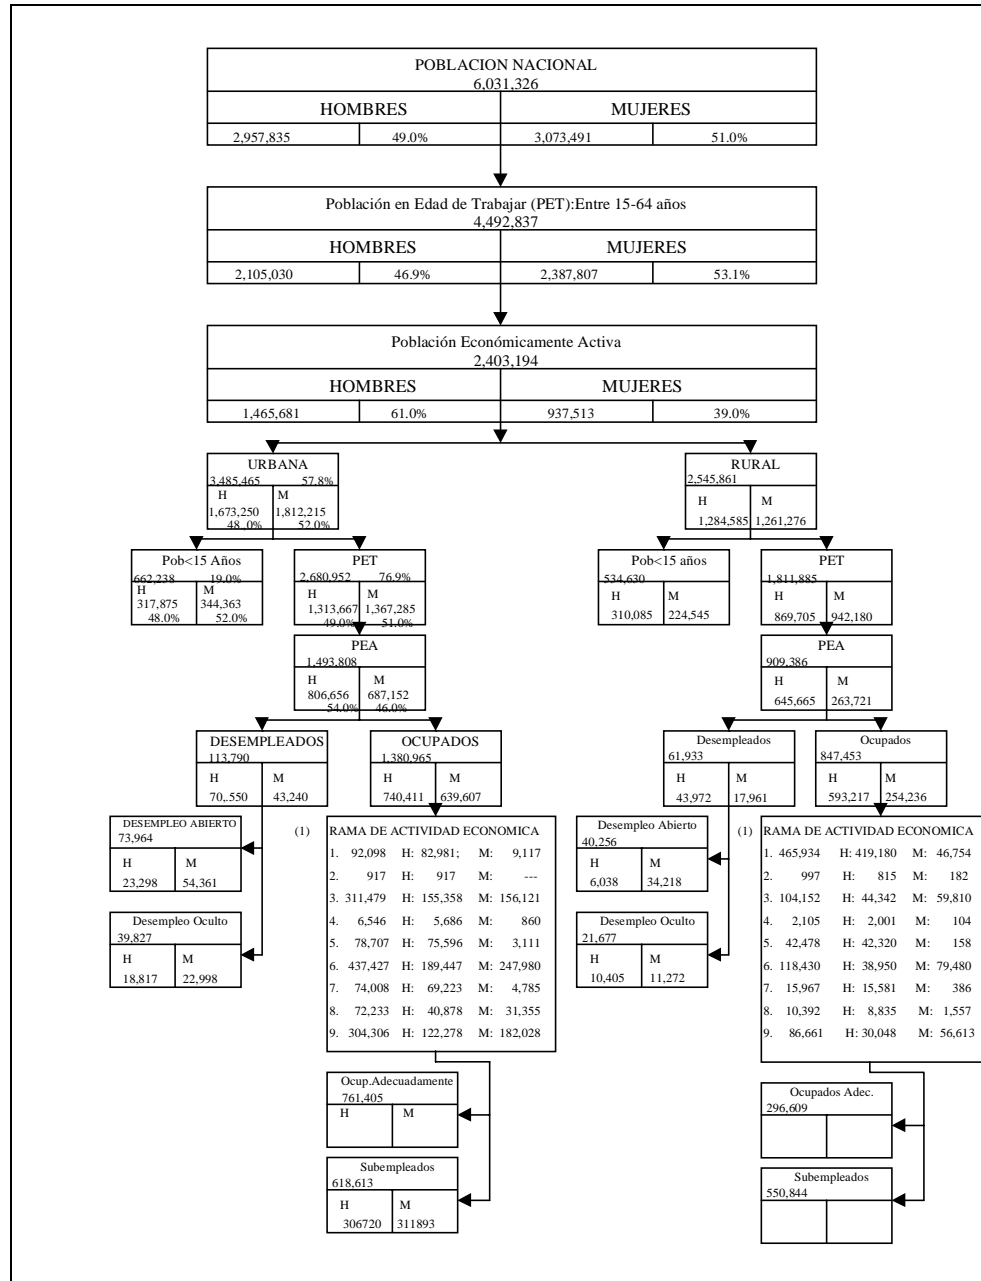 POBLACION NACIONAL
6,031,326
HOMBRES MUJERES
2,957,835 49.0% 3,073,491 51.0%
Población en Edad de Trabajar (PET):Entre 15-64 años
4,492,837
HOMBRES MUJERES
2,105,030 46.9% 2,387,807 53.1%
Población Económicamente Activa
2,403,194
HOMBRES MUJERES
1,465,681 61.0% 937,513 39.0%
URBANA
3,485,465 57.8%
H M
1,673,250 1,812,215
48,.0% 52.0%
RURAL
2,545,861
H M
1,284,585 1,261,276
Pob<15 Años
662,238 19.0%
H M
317,875 344,363
48.0% 52.0%
PET
2,680,952 76.9%
H M
1,313,667 1,367,285
49.0% 51.0%
Pob<15 años
534,630
H M
310,085 224,545
PET
1,811,885
H M
869,705 942,180
PEA
1,493,808
H M
806,656 687,152
54.0% 46.0%
PEA
909,386
H M
645,665 263,721
DESEMPLEADOS
113,790
H M
70,.550 43,240
OCUPADOS
1,380,965
H M
740,411 639,607
Desempleados
61,933
H M
43,972 17,961
Ocupados
847,453
H M
593,217 254,236
DESEMPLEO ABIERTO
73,964
H M
23,298 54,361
Desempleo Oculto
39,827
H M
18,817 22,998
(1) RAMA DE ACTIVIDAD ECONOMICA
1. 92,098 H: 82,981; M: 9,117
2. 917 H: 917 M: ---
3. 311,479 H: 155,358 M: 156,121
4. 6,546 H: 5,686 M: 860
5. 78,707 H: 75,596 M: 3,111
6. 437,427 H: 189,447 M: 247,980
7. 74,008 H: 69,223 M: 4,785
8. 72,233 H: 40,878 M: 31,355
9. 304,306 H: 122,278 M: 182,028
Desempleo Abierto
40,256
H M
6,038 34,218
Desempleo Oculto
21,677
H M
10,405 11,272
(1) RAMA DE ACTIVIDAD ECONOMICA
1. 465,934 H: 419,180 M: 46,754
2. 997 H: 815 M: 182
3. 104,152 H: 44,342 M: 59,810
4. 2,105 H: 2,001 M: 104
5. 42,478 H: 42,320 M: 158
6. 118,430 H: 38,950 M: 79,480
7. 15,967 H: 15,581 M: 386
8. 10,392 H: 8,835 M: 1,557
9. 86,661 H: 30,048 M: 56,613
Ocup.Adecuadamente
761,405
H M
Subempleados
618,613
H M
306720 311893
Ocupados Adec.
296,609
Subempleados
550,844